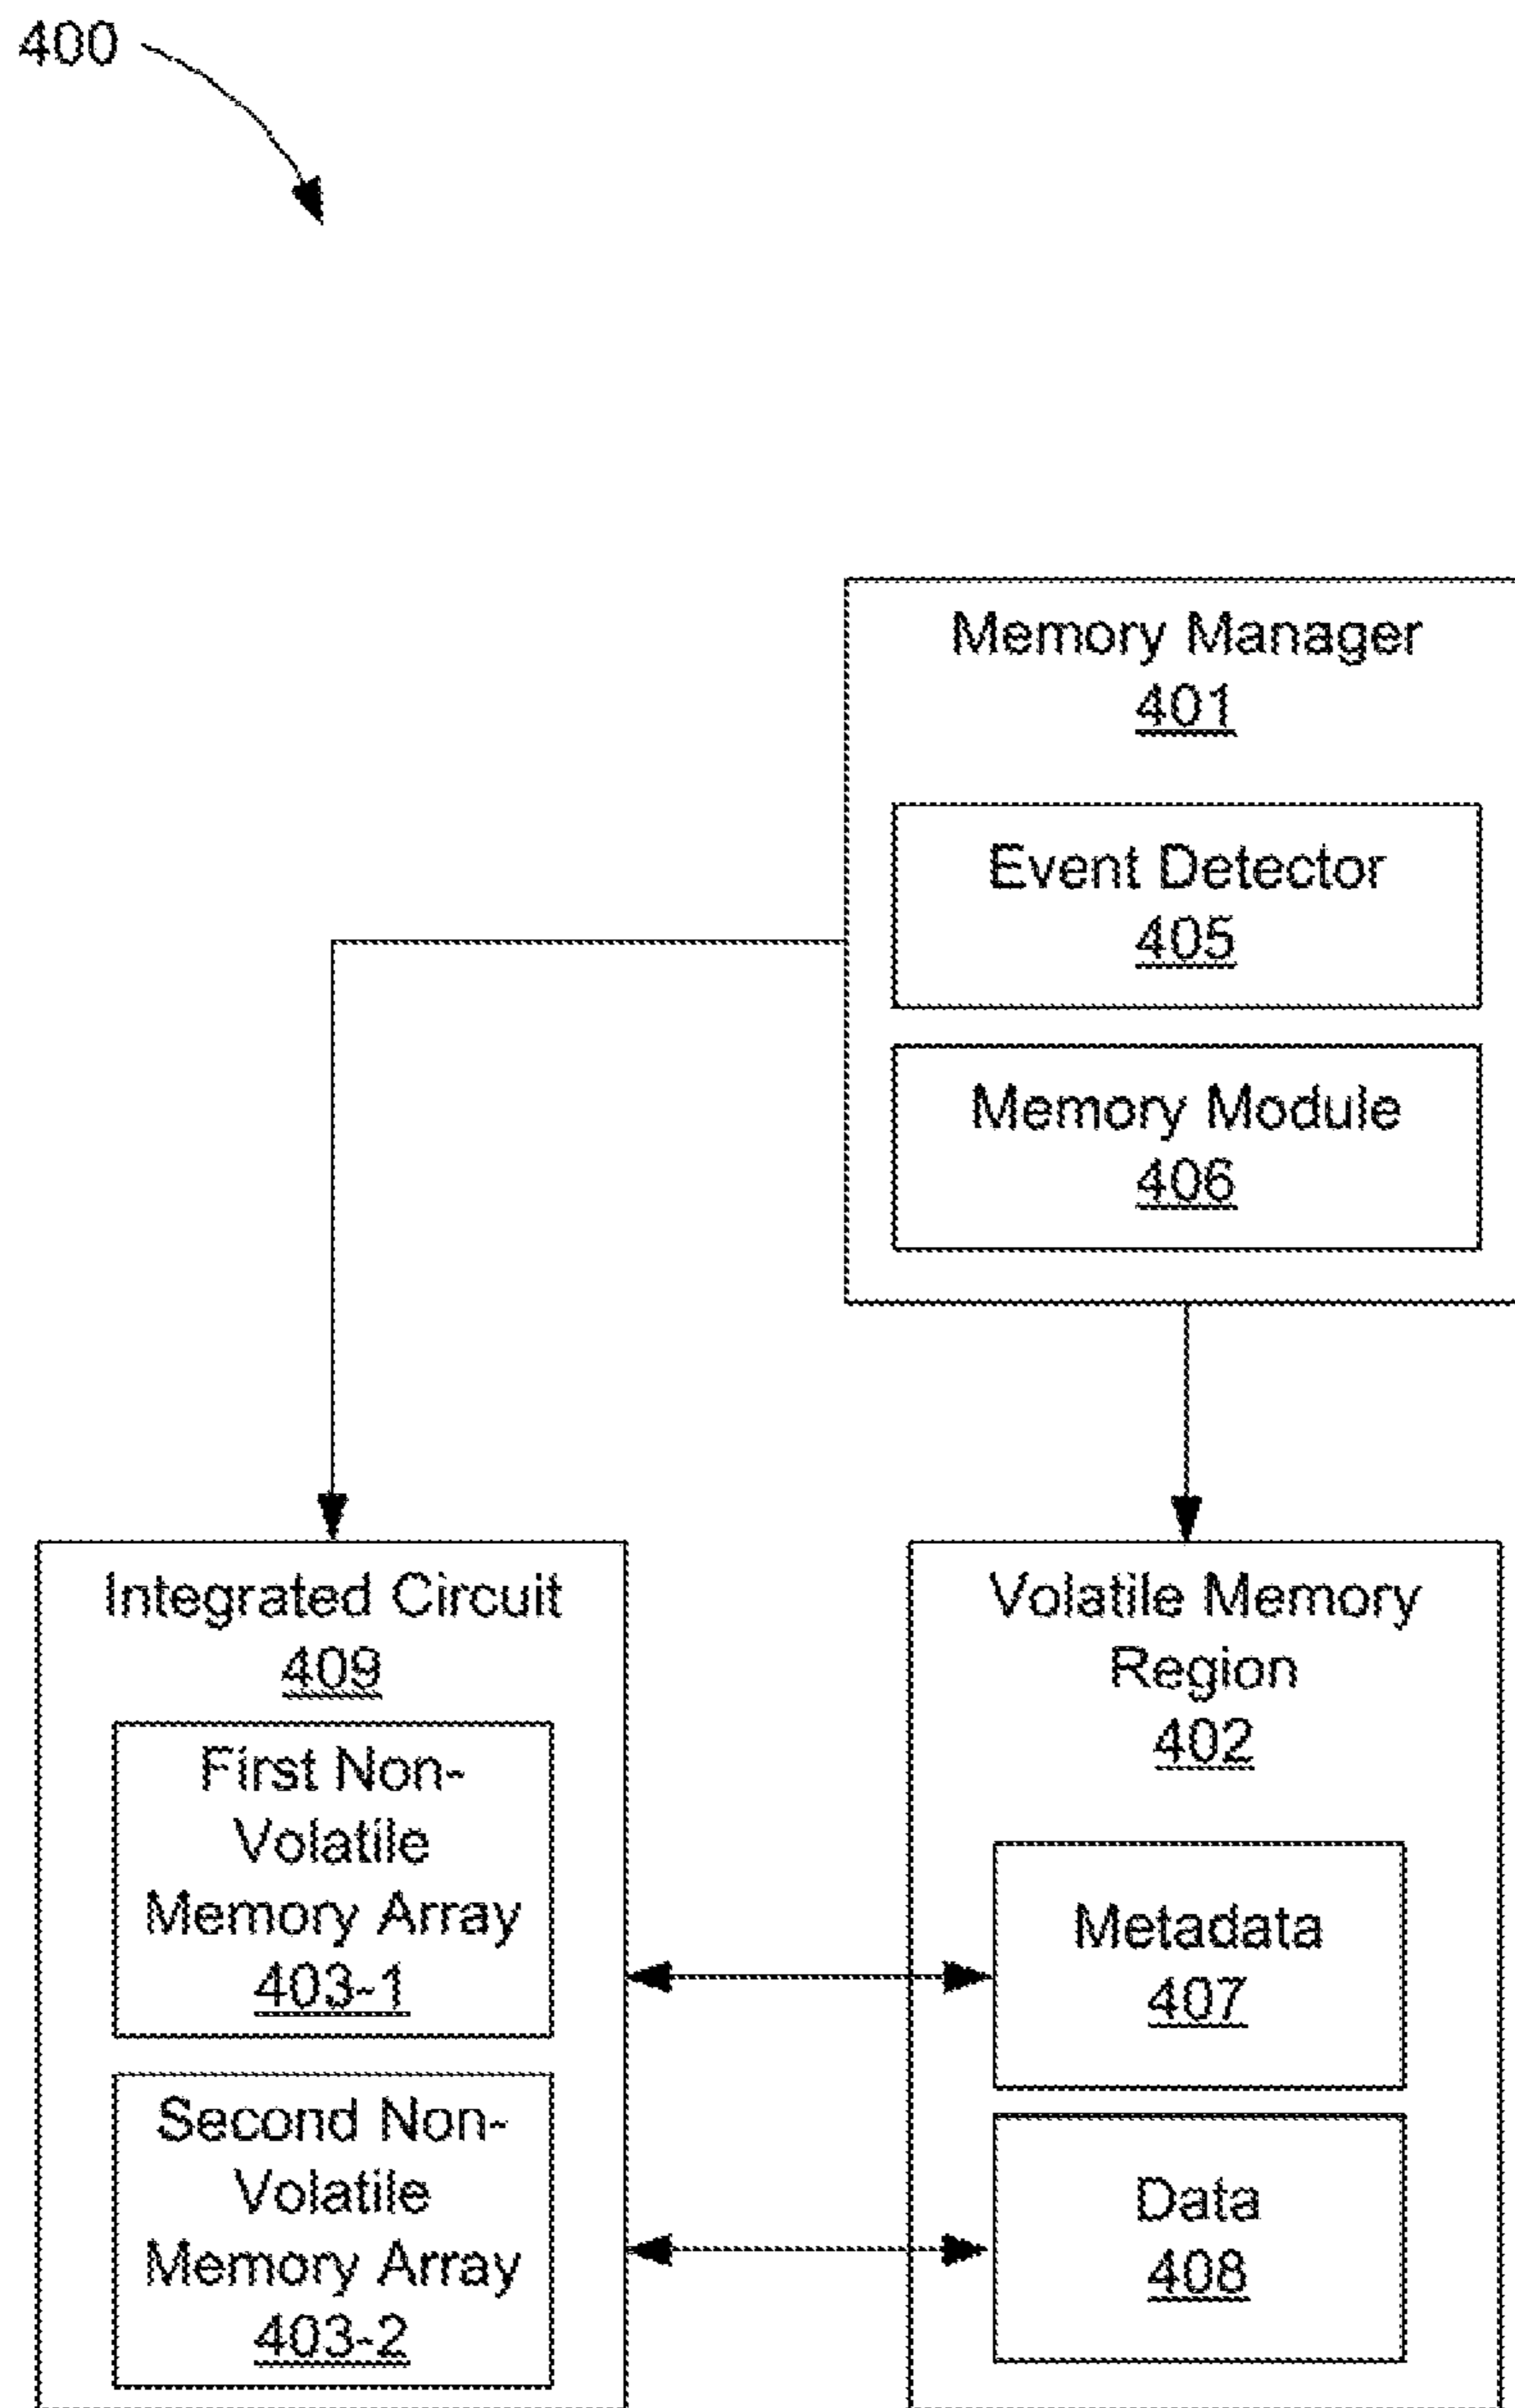 400
Memory Manager
401
Event Detector
405
Memory Module
406
Integrated Circuit
409
First Non-
Volatile
Memory Array
403-1
Second Non-
Volatile
Memory Array
403-2
Volatile Memory
Region
402
Metadata
407
Data
408